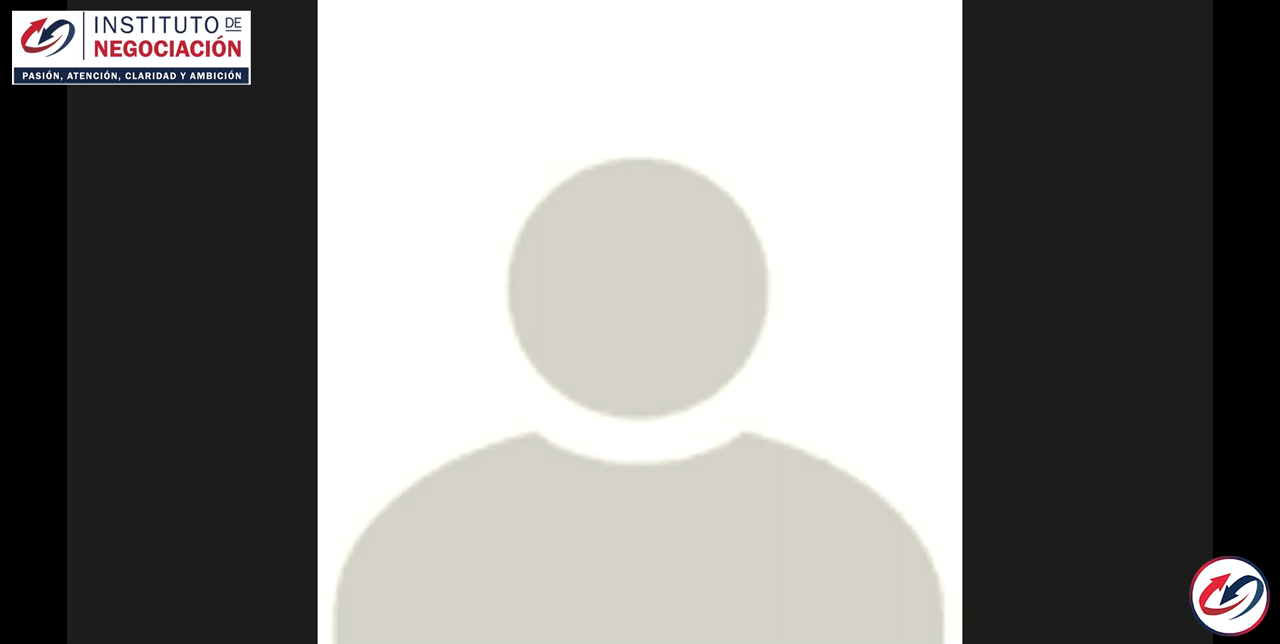 INSTITUTO DE
NEGOCIACIÓN
PASIÓN, ATENCIÓN, CLARIDAD Y AMBICIÓN